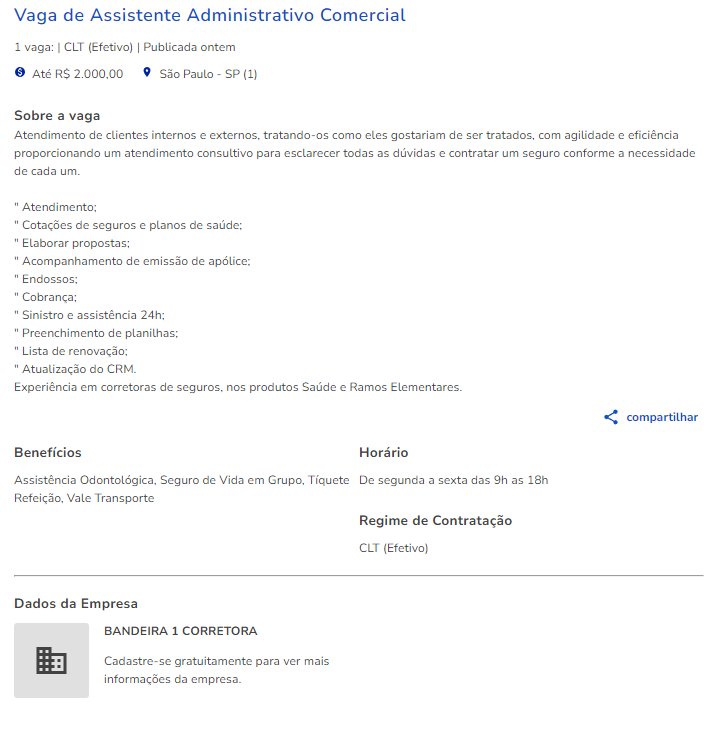 Vaga de Assistente Administrativo Comercial
1 vaga: | CLT (Efetivo) | Publicada ontem
Até R$ 2.000,00 São Paulo - SP (1)
Sobre a vaga
Atendimento de clientes internos e externos, tratando-os como eles gostariam de ser tratados, com agilidade e eficiência
proporcionando um atendimento consultivo para esclarecer todas as dúvidas e contratar um seguro conforme a necessidade
de cada um.
" Atendimento;
" Cotações de seguros e planos de saúde;
" Elaborar propostas;
" Acompanhamento de emissão de apólice;
" Endossos;
" Cobrança;
" Sinistro e assistência 24h;
" Preenchimento de planilhas;
" Lista de renovação;
" Atualização do CRM.
Experiência em corretoras de seguros, nos produtos Saúde e Ramos Elementares.
compartilhar
Benefícios
Assistência Odontológica, Seguro de Vida em Grupo, Tíquete
Refeição, Vale Transporte
Horário
De segunda a sexta das 9h as 18h
Regime de Contratação
CLT (Efetivo)
Dados da Empresa
BANDEIRA 1 CORRETORA
Cadastre-se gratuitamente para ver mais
informações da empresa.